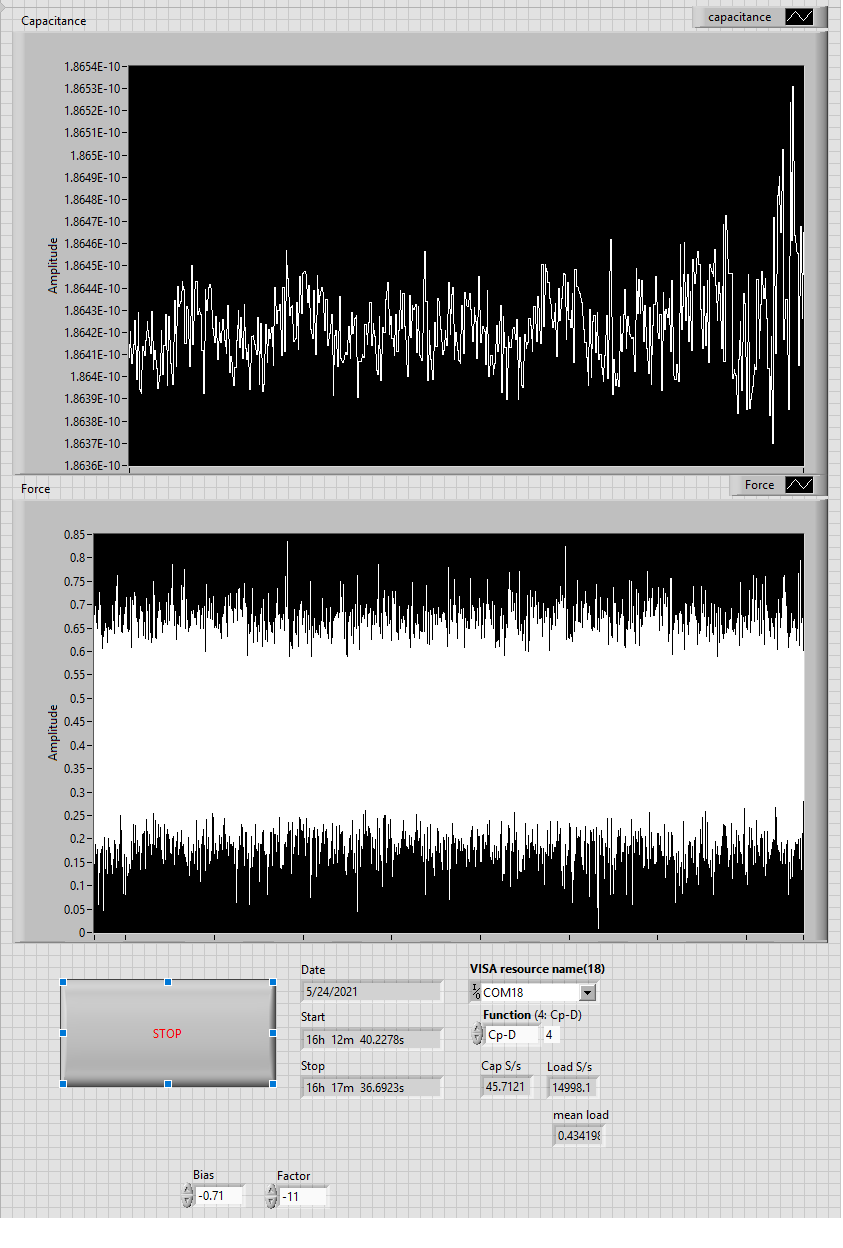 Capacitance
capacitance
1.8654E-10
1.8653E-10
1.8652E-10
1.8651E-10
1.865E-10
1.8649E-10
1.8648E-10
1.8647E-10
1.8646E-10
1.8645E-10
1.8644E-10
1.8643E-10
1.8642E-10
1.8641E-10
1.864E-10
1.8639E-10
1.8638E-10
1.8637E-10
1.8636E-10
Amplitude
Force
Force
0.85
0.8
0.75
0.7
0.65
0.6
0.55
0.5
0.45
0.4
0.35
0.3
0.25
0.2
0.15
0.1
0.05
0
Amplitude
STOP
Date
5/24/2021
Start
16h 12m 40.2278s
Stop
16h 17m 36.6923s
VISA resource name(18)
I/0 COM18
Function (4: Cp-D)
Cp-D 4
Cap S/s Load S/s
45.7121 14998.1
mean load
0.434198
Bias Factor
-0.71 -11